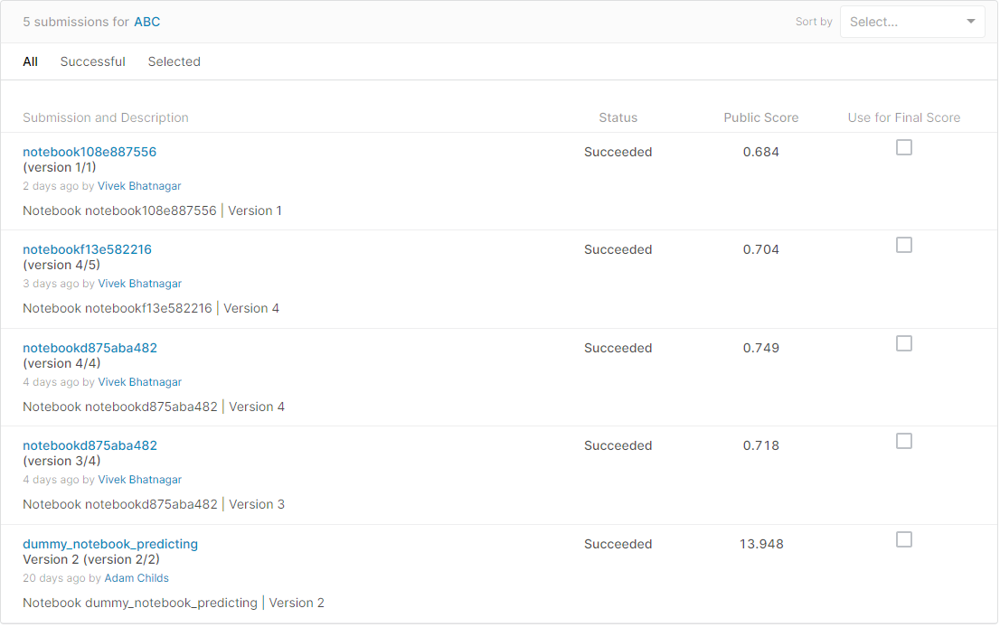 5 submissions for ABC
Sort by Select...
All Successful Selected
Submission and Description Status Public Score Use for Final Score
notebook108e887556 Succeeded 0.684
(version 1/1)
2 days ago by Vivek Bhatnagar
Notebook notebook108e887556 | Version 1
notebookf13e582216 Succeeded 0.704
(version 4/5)
3 days ago by Vivek Bhatnagar
Notebook notebookf13e582216 | Version 4
notebookd875aba482 Succeeded 0.749
(version 4/4)
4 days ago by Vivek Bhatnagar
Notebook notebookd875aba482 | Version 4
notebookd875aba482 Succeeded 0.718
(version 3/4)
4 days ago by Vivek Bhatnagar
Notebook notebookd875aba482 | Version 3
dummy_notebook_predicting Succeeded 13.948
Version 2 (version 2/2)
20 days ago by Adam Childs
Notebook dummy_notebook_predicting | Version 2